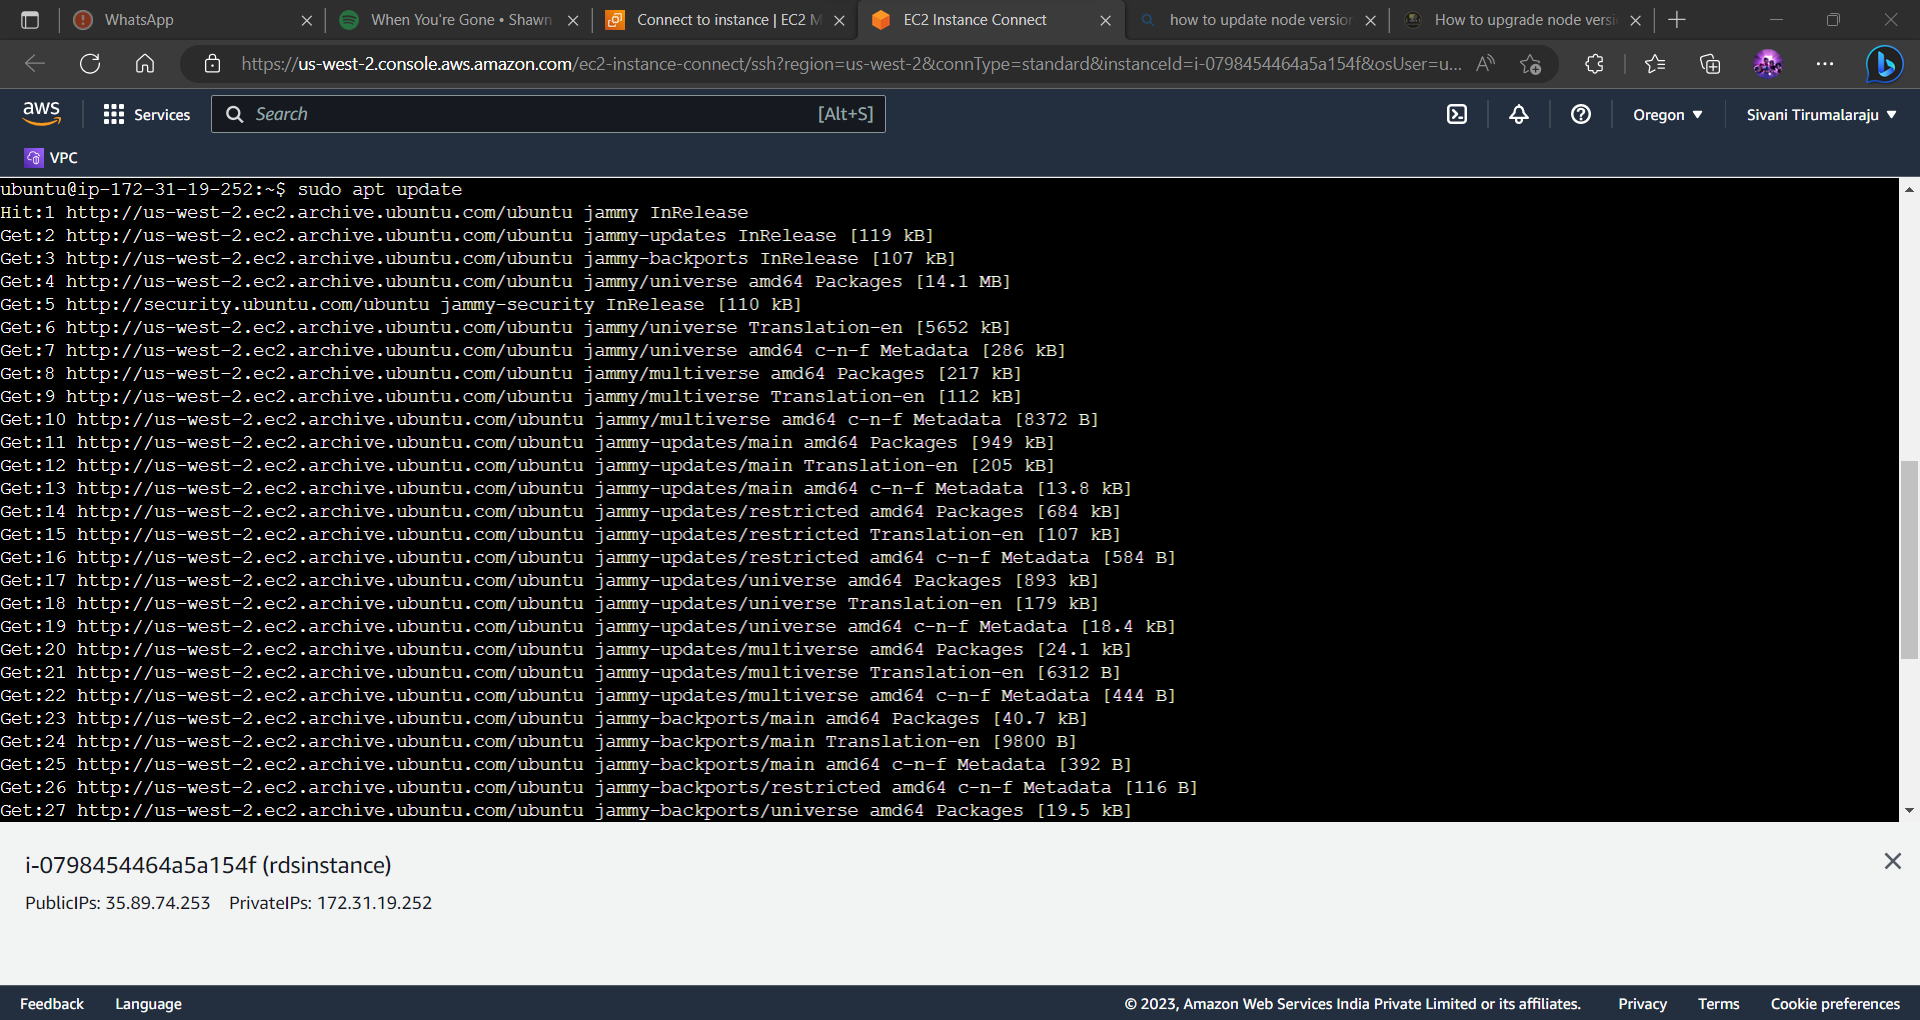 WhatsApp
When You're Gone • Shawn
Connect to instance | EC2 M
EC2 Instance Connect
how to update node version
How to upgrade node versi
https://us-west-2.console.aws.amazon.com/ec2-instance-connect/ssh?region=us-west-2&connType=standard&instanceId=i-0798454464a5a154f&osUser=u...
aws
Services
Search
[Alt+S]
Oregon
Sivani Tirumalaraju
VPC
ubuntu@ip-172-31-19-252:~$ sudo apt update
Hit:1 http://us-west-2.ec2.archive.ubuntu.com/ubuntu jammy InRelease
Get:2 http://us-west-2.ec2.archive.ubuntu.com/ubuntu jammy-updates InRelease [119 kB]
Get:3 http://us-west-2.ec2.archive.ubuntu.com/ubuntu jammy-backports InRelease [107 kB]
Get:4 http://us-west-2.ec2.archive.ubuntu.com/ubuntu jammy/universe amd64 Packages [14.1 MB]
Get:5 http://security.ubuntu.com/ubuntu jammy-security InRelease [110 kB]
Get:6 http://us-west-2.ec2.archive.ubuntu.com/ubuntu jammy/universe Translation-en [5652 kB]
Get:7 http://us-west-2.ec2.archive.ubuntu.com/ubuntu jammy/universe amd64 c-n-f Metadata [286 kB]
Get:8 http://us-west-2.ec2.archive.ubuntu.com/ubuntu jammy/multiverse amd64 Packages [217 kB]
Get:9 http://us-west-2.ec2.archive.ubuntu.com/ubuntu jammy/multiverse Translation-en [112 kB]
Get:10 http://us-west-2.ec2.archive.ubuntu.com/ubuntu jammy/multiverse amd64 c-n-f Metadata [8372 B]
Get:11 http://us-west-2.ec2.archive.ubuntu.com/ubuntu jammy-updates/main amd64 Packages [949 kB]
Get:12 http://us-west-2.ec2.archive.ubuntu.com/ubuntu jammy-updates/main Translation-en [205 kB]
Get:13 http://us-west-2.ec2.archive.ubuntu.com/ubuntu jammy-updates/main amd64 c-n-f Metadata [13.8 kB]
Get:14 http://us-west-2.ec2.archive.ubuntu.com/ubuntu jammy-updates/restricted amd64 Packages [684 kB]
Get:15 http://us-west-2.ec2.archive.ubuntu.com/ubuntu jammy-updates/restricted Translation-en [107 kB]
Get:16 http://us-west-2.ec2.archive.ubuntu.com/ubuntu jammy-updates/restricted amd64 c-n-f Metadata [584 B]
Get:17 http://us-west-2.ec2.archive.ubuntu.com/ubuntu jammy-updates/universe amd64 Packages [893 kB]
Get:18 http://us-west-2.ec2.archive.ubuntu.com/ubuntu jammy-updates/universe Translation-en [179 kB]
Get:19 http://us-west-2.ec2.archive.ubuntu.com/ubuntu jammy-updates/universe amd64 c-n-f Metadata [18.4 kB]
Get:20 http://us-west-2.ec2.archive.ubuntu.com/ubuntu jammy-updates/multiverse amd64 Packages [24.1 kB]
Get:21 http://us-west-2.ec2.archive.ubuntu.com/ubuntu jammy-updates/multiverse Translation-en [6312 B]
Get:22 http://us-west-2.ec2.archive.ubuntu.com/ubuntu jammy-updates/multiverse amd64 c-n-f Metadata [444 B]
Get:23 http://us-west-2.ec2.archive.ubuntu.com/ubuntu jammy-backports/main amd64 Packages [40.7 kB]
Get:24 http://us-west-2.ec2.archive.ubuntu.com/ubuntu jammy-backports/main Translation-en [9800 B]
Get:25 http://us-west-2.ec2.archive.ubuntu.com/ubuntu jammy-backports/main amd64 c-n-f Metadata [392 B]
Get:26 http://us-west-2.ec2.archive.ubuntu.com/ubuntu jammy-backports/restricted amd64 c-n-f Metadata [116 B]
Get:27 http://us-west-2.ec2.archive.ubuntu.com/ubuntu jammy-backports/universe amd64 Packages [19.5 kB]
i-0798454464a5a154f (rdsinstance)
PublicIPs: 35.89.74.253 PrivateIPs: 172.31.19.252
Feedback
Language
© 2023, Amazon Web Services India Private Limited or its affiliates.
Privacy
Terms
Cookie preferences